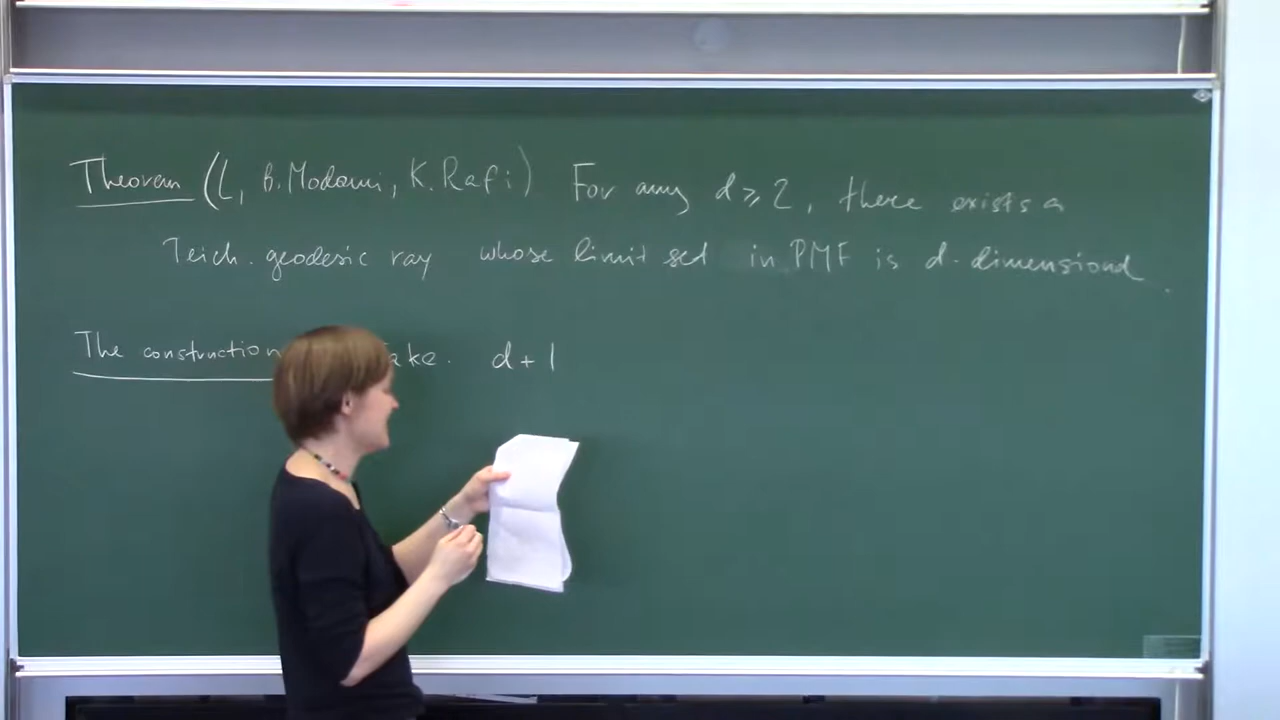 Theorem (L, B. Modami, K. Rafi) For any d ≥ 2, there exists a
Teich. geodesic ray whose limit set in PMF is d-dimensional.
The construction ake. d+1